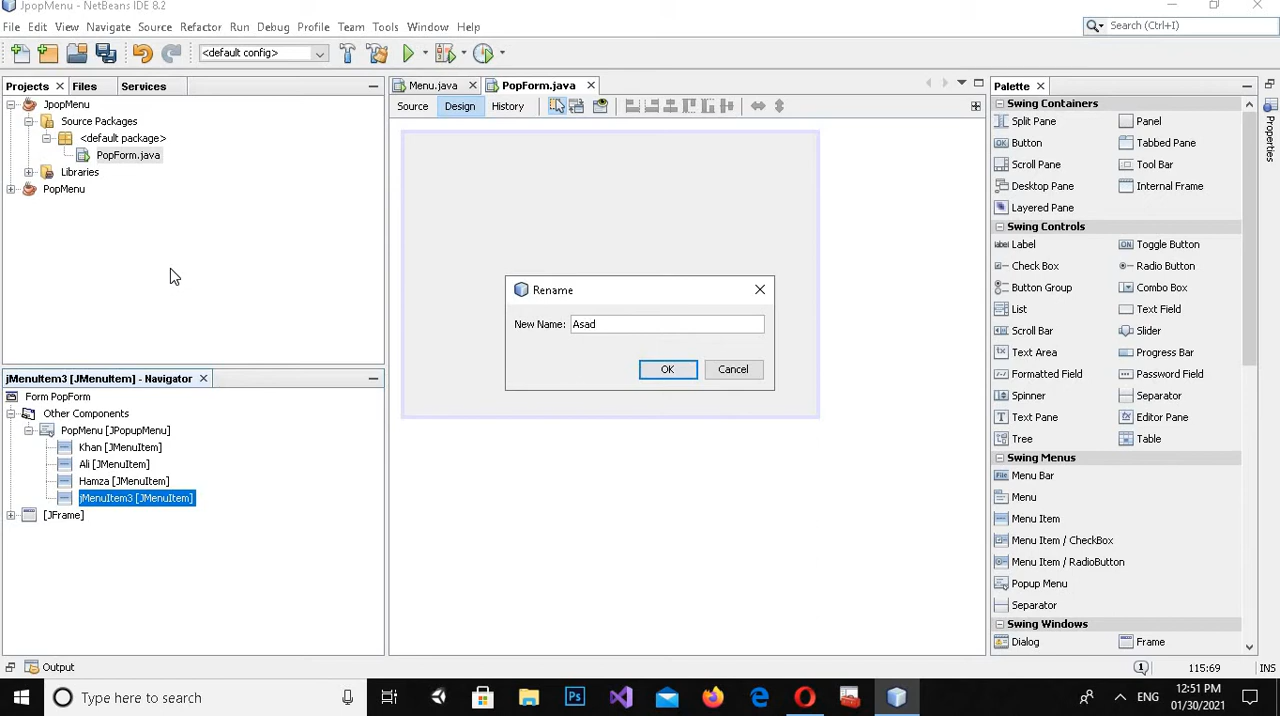 JpopMenu - NetBeans IDE 8.2
File Edit View Navigate Source Refactor Run Debug Profile Team Tools Window Help
Search (Ctrl+I)
<default config>
Projects Files Services
JpopMenu
Source Packages
<default package>
PopForm.java
Libraries
PopMenu
jMenuItem3 [JMenuItem] - Navigator
Form PopForm
Other Components
PopMenu [JPopupMenu]
Khan [JMenuItem]
Ali [JMenuItem]
Hamza [JMenuItem]
jMenuItem3 [JMenuItem]
[JFrame]
Output
Menu.java PopForm.java
Source Design History
Rename
New Name: Asad
OK Cancel
Palette
Swing Containers
Split Pane Panel
OK Button Tabbed Pane
Scroll Pane Tool Bar
Desktop Pane Internal Frame
Layered Pane
Swing Controls
label Label ON Toggle Button
Check Box Radio Button
Button Group Combo Box
List Text Field
Scroll Bar Slider
Text Area Progress Bar
Formatted Field Password Field
Spinner Separator
Text Pane Editor Pane
Tree Table
Swing Menus
File Menu Bar
Menu
Menu Item
Menu Item / CheckBox
Menu Item / RadioButton
Popup Menu
Separator
Swing Windows
Dialog Frame
Properties
1 115:69 INS
Type here to search
Ps
ENG
12:51 PM
01/30/2021